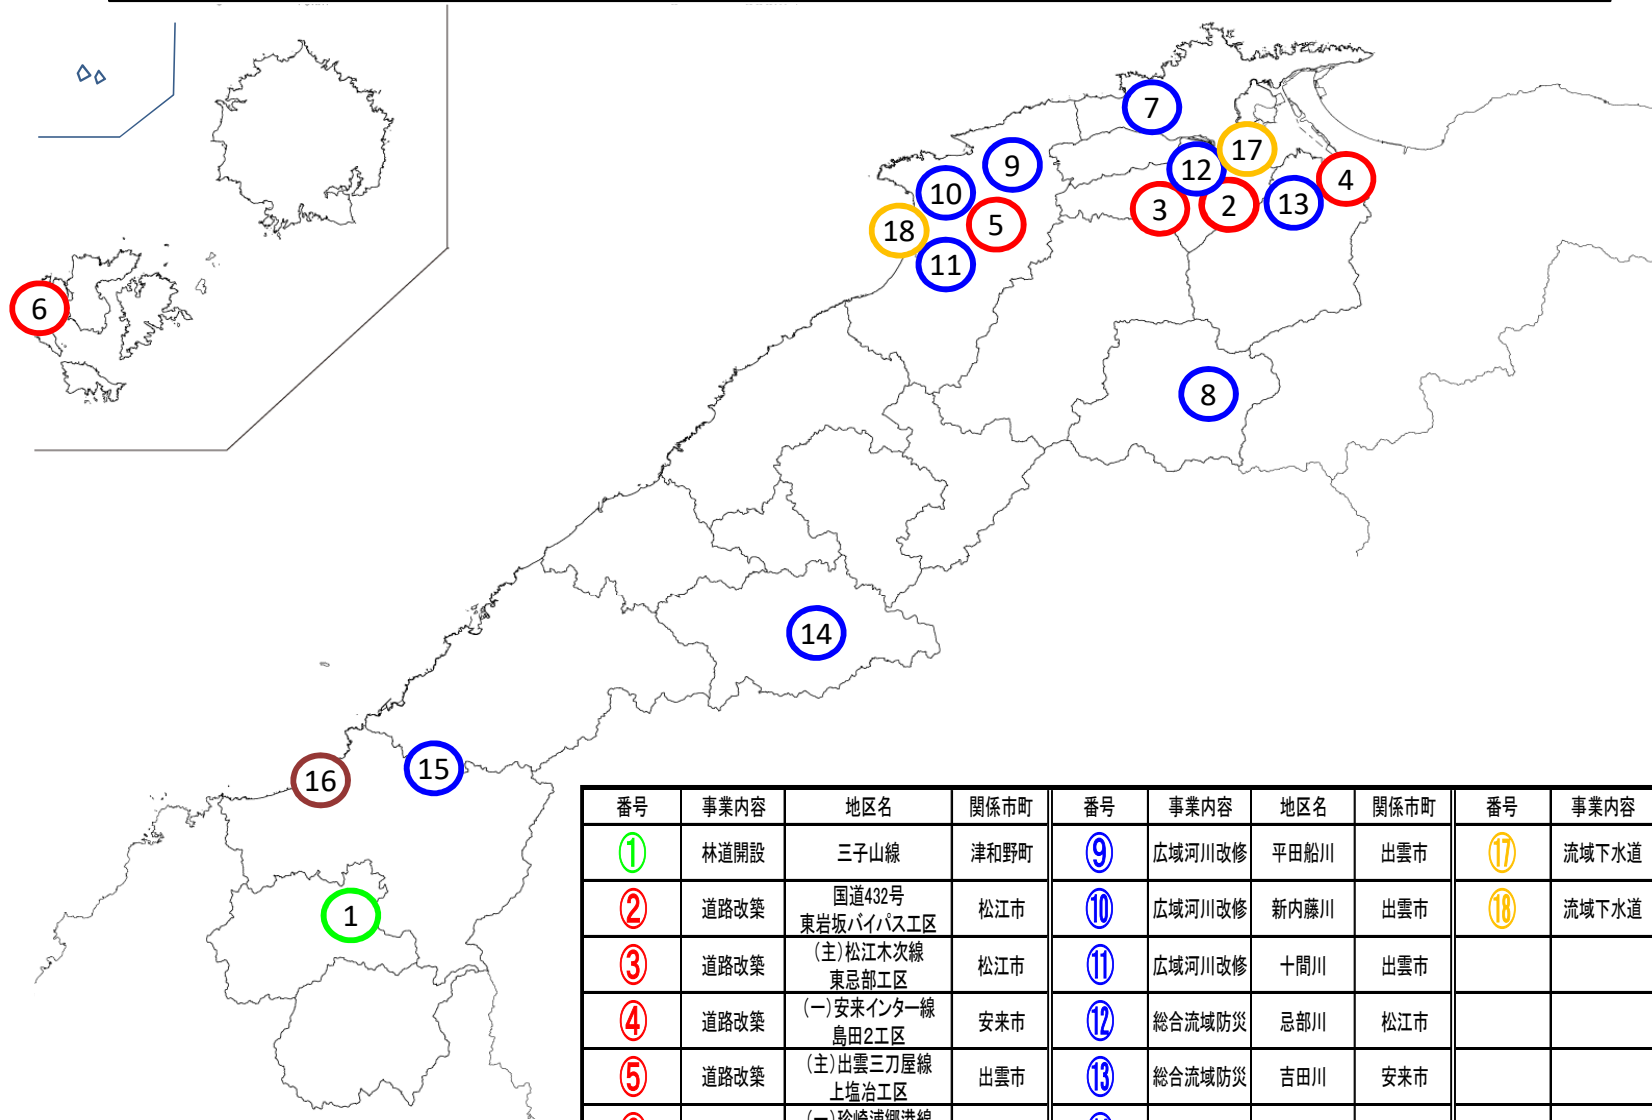 7
9
17
12
4
10
13
3
2
5
18
11
6
8
14
15
16
1
番号 事業内容 地区名 関係市町 番号 事業内容 地区名 関係市町 番号 事業内容
① 林道開設 三子山線 津和野町 ⑨ 広域河川改修 平田船川 出雲市 ⑰ 流域下水道
② 道路改築 国道432号 東岩坂バイパス工区 松江市 ⑩ 広域河川改修 新内藤川 出雲市 ⑱ 流域下水道
③ 道路改築 (主)松江木次線 東忌部工区 松江市 ⑪ 広域河川改修 十間川 出雲市
④ 道路改築 (一)安来インター線 島田2工区 安来市 ⑫ 総合流域防災 忌部川 松江市
⑤ 道路改築 (主)出雲三刀屋線 上塩冶工区 出雲市 ⑬ 総合流域防災 吉田川 安来市
(一)珍崎浦郷港線